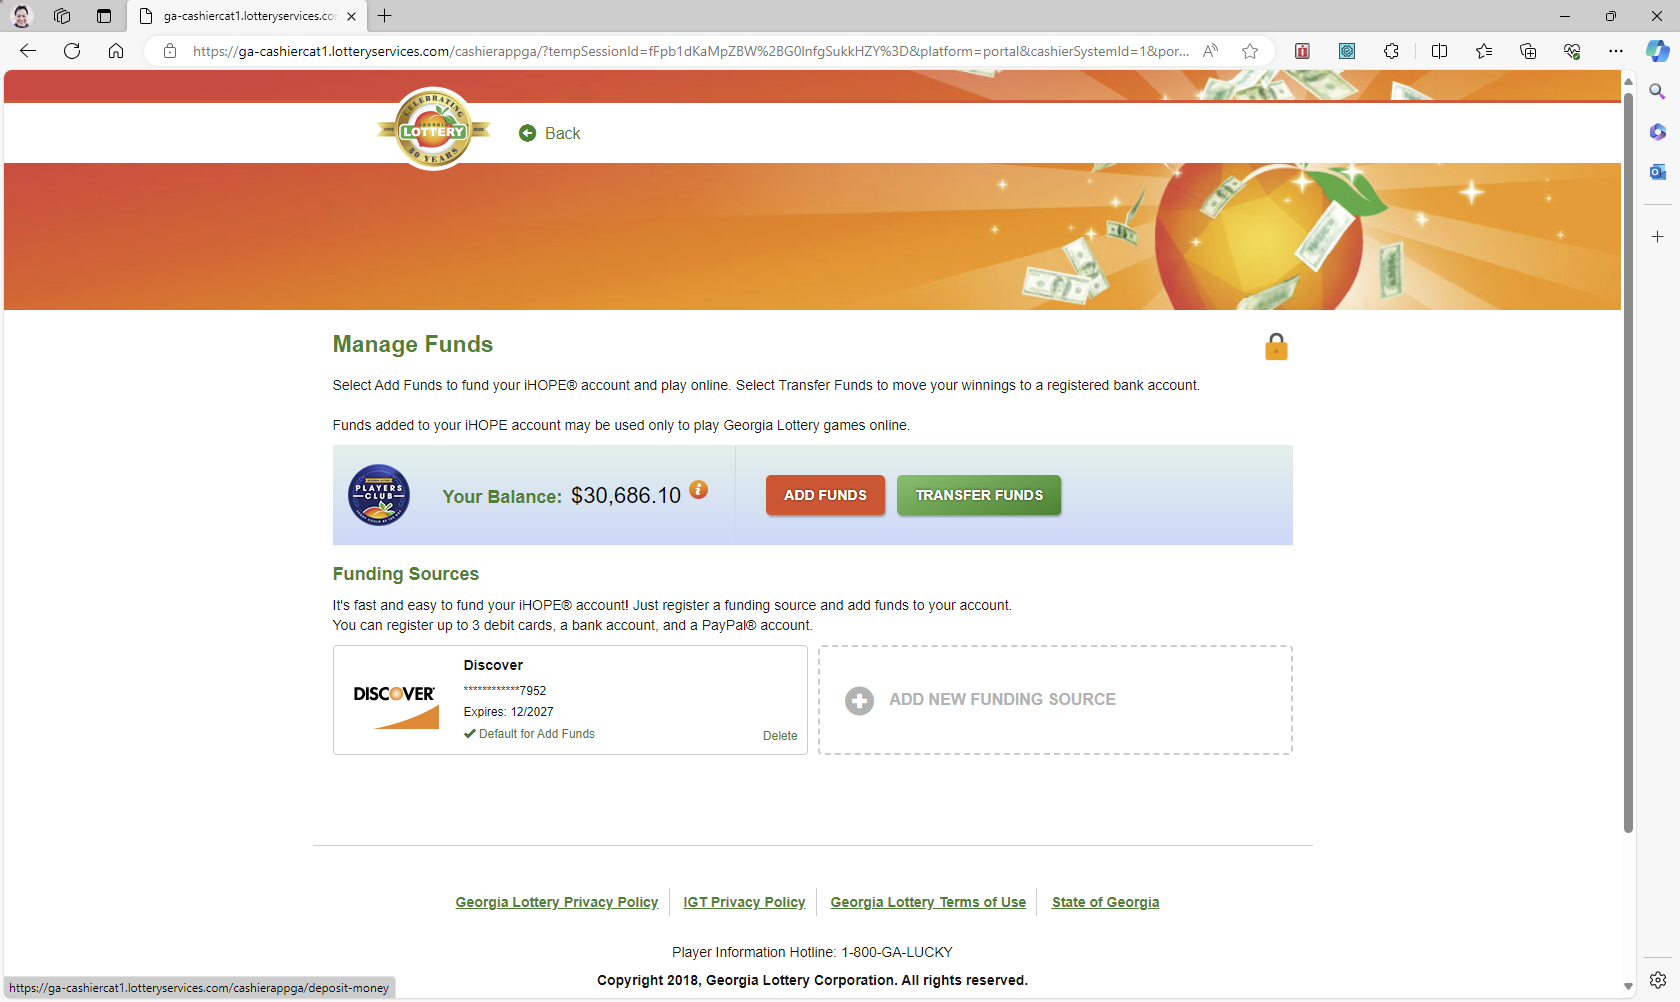 ga-cashiercat1.lotteryservices.co
https://ga-cashiercat1.lotteryservices.com/cashierappga/?tempSessionId=fFpb1dKaMpZBW%2BG0InfgSukkHZY%3D&platform=portal&cashierSystemId=1&por...
CELEBRATING
GEORGIA
LOTTERY
30 YEARS
Back
Manage Funds
Select Add Funds to fund your iHOPE® account and play online. Select Transfer Funds to move your winnings to a registered bank account.
Funds added to your iHOPE account may be used only to play Georgia Lottery games online.
PLAYERS
CLUB
Your Balance: $30,686.10
ADD FUNDS
TRANSFER FUNDS
Funding Sources
It's fast and easy to fund your iHOPE® account! Just register a funding source and add funds to your account.
You can register up to 3 debit cards, a bank account, and a PayPal® account.
DISCOVER
Discover
************7952
Expires: 12/2027
Default for Add Funds
Delete
ADD NEW FUNDING SOURCE
Georgia Lottery Privacy Policy
IGT Privacy Policy
Georgia Lottery Terms of Use
State of Georgia
Player Information Hotline: 1-800-GA-LUCKY
Copyright 2018, Georgia Lottery Corporation. All rights reserved.
https://ga-cashiercat1.lotteryservices.com/cashierappga/deposit-money